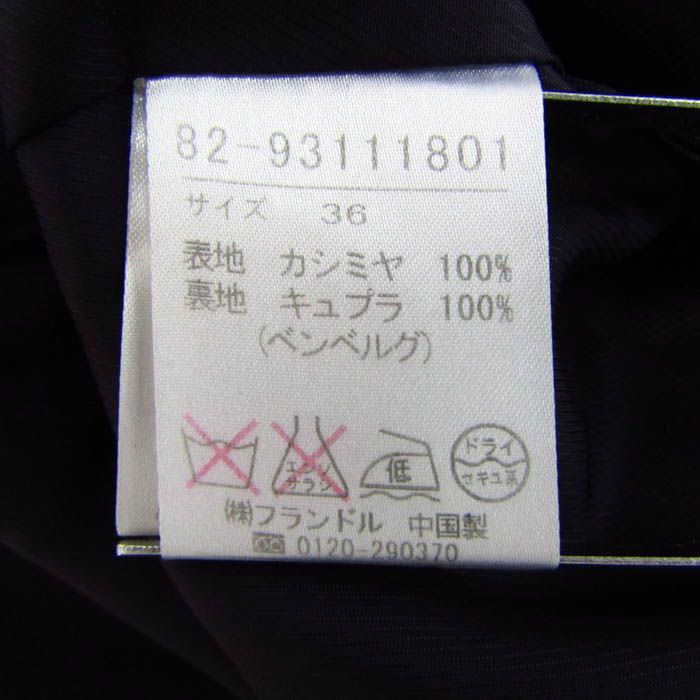 82-93111801
サイズ 36
表地 カシミヤ 100%
裏地 キュプラ 100%
(ベンベルグ)
エンソ サラシ
低
ドライ
セキユ系
㈱フランドル 中国製
0120-290370